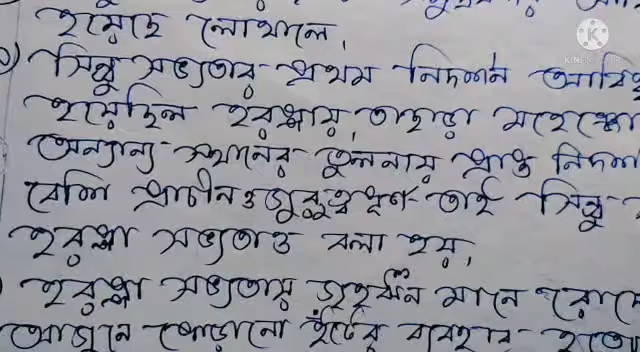 হয়েছে লোথালে,
সিন্ধু সভ্যতার প্রথম নিদর্শন আবিষ্
হয়েছিল হরপ্পায়, তাছাড়া মহেঞ্জো
অন্যান্য স্থানের তুলনায় প্রাপ্ত নিদর্শ
বেশি প্রাচীন ও গুরুত্বপূর্ণ তাই সিন্ধু
হরপ্পা সভ্যতাও বলা হয়,
হরপ্পা সভ্যতায় মানে রোদে
আগুনে পোড়ানো ইঁটের ব্যবহার হতো
KINEMASTER